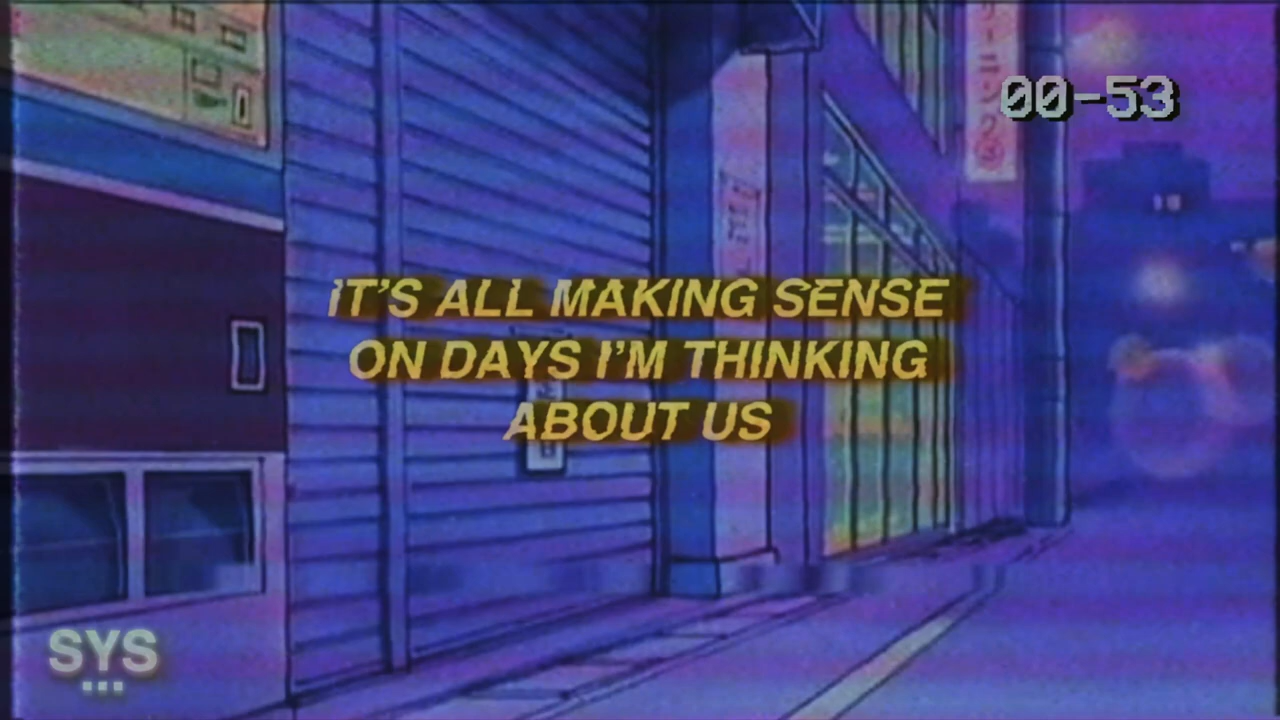 00-53
IT'S ALL MAKING SENSE
ON DAYS I'M THINKING
ABOUT US
SYS